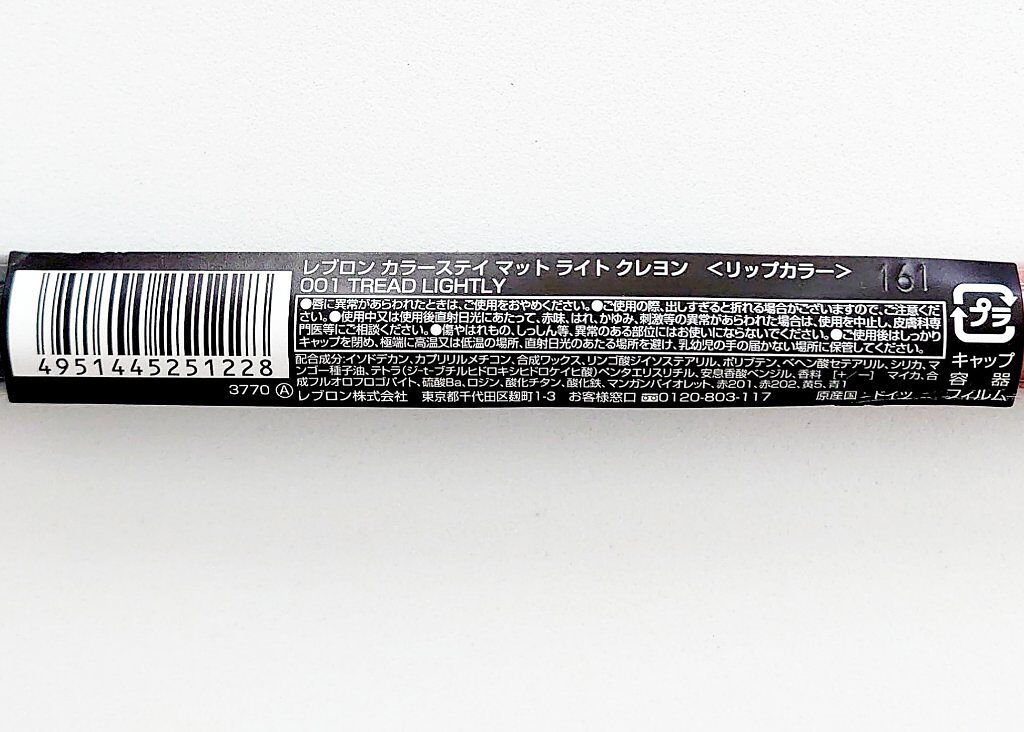 レブロン カラーステイ マット ライト クレヨン ＜リップカラー＞
001 TREAD LIGHTLY
161
●唇に異常があらわれたときは、ご使用をおやめください。●ご使用の際、出しすぎると折れる場合がございますので、ご注意くだ
さい。●使用中又は使用後直射日光にあたって、赤味、はれ、かゆみ、刺激等の異常があらわれた場合は、使用を中止し、皮膚科専
門医等にご相談ください。●傷やはれもの、しっしん等、異常のある部位にはお使いにならないでください。●ご使用後はしっかり
キャップを閉め、極端に高温又は低温の場所、直射日光のあたる場所を避け、乳幼児の手の届かない場所に保管してください。
配合成分:イソドデカン、カプリリルメチコン、合成ワックス、リンゴ酸ジイソステアリル、ポリブテン、ベヘン酸セテアリル、シリカ、マ
ンゴー種子油、テトラ(ジ-t-ブチルヒドロキシヒドロケイヒ酸)ペンタエリスリチル、安息香酸ベンジル、香料 [+/−] マイカ、合
成フルオロフロゴパイト、硫酸Ba、ロジン、酸化チタン、酸化鉄、マンガンバイオレット、赤201、赤202、黄5、青1
レブロン株式会社 東京都千代田区麹町1-3 お客様窓口 0120-803-117 原産国：ドイツ
4951445251228
3770 Ⓐ
プラ
キャップ
容器
フィルム